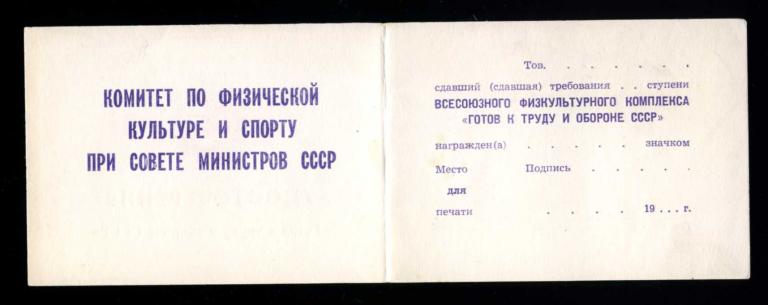 КОМИТЕТ ПО ФИЗИЧЕСКОЙ
КУЛЬТУРЕ И СПОРТУ
ПРИ СОВЕТЕ МИНИСТРОВ СССР
Тов. . . . . . .
сдавший (сдавшая) требования . . ступени
ВСЕСОЮЗНОГО ФИЗКУЛЬТУРНОГО КОМПЛЕКСА
«ГОТОВ К ТРУДУ И ОБОРОНЕ СССР»
награжден(а) . . . . . значком
Место Подпись . . . . .
для
печати . . . . 19 . . . г.